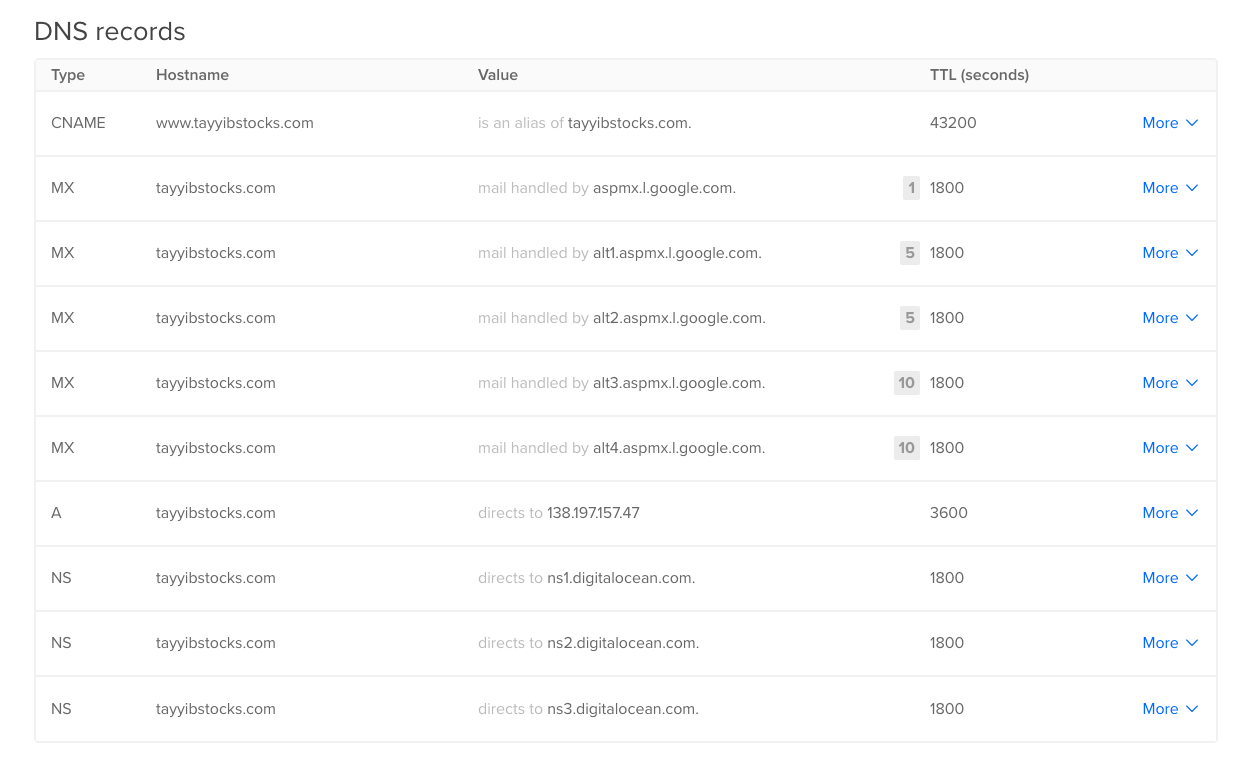 DNS records
Type Hostname Value TTL (seconds)
CNAME www.tayyibstocks.com is an alias of tayyibstocks.com. 43200 More
MX tayyibstocks.com mail handled by aspmx.l.google.com. 1 1800 More
MX tayyibstocks.com mail handled by alt1.aspmx.l.google.com. 5 1800 More
MX tayyibstocks.com mail handled by alt2.aspmx.l.google.com. 5 1800 More
MX tayyibstocks.com mail handled by alt3.aspmx.l.google.com. 10 1800 More
MX tayyibstocks.com mail handled by alt4.aspmx.l.google.com. 10 1800 More
A tayyibstocks.com directs to 138.197.157.47 3600 More
NS tayyibstocks.com directs to ns1.digitalocean.com. 1800 More
NS tayyibstocks.com directs to ns2.digitalocean.com. 1800 More
NS tayyibstocks.com directs to ns3.digitalocean.com. 1800 More